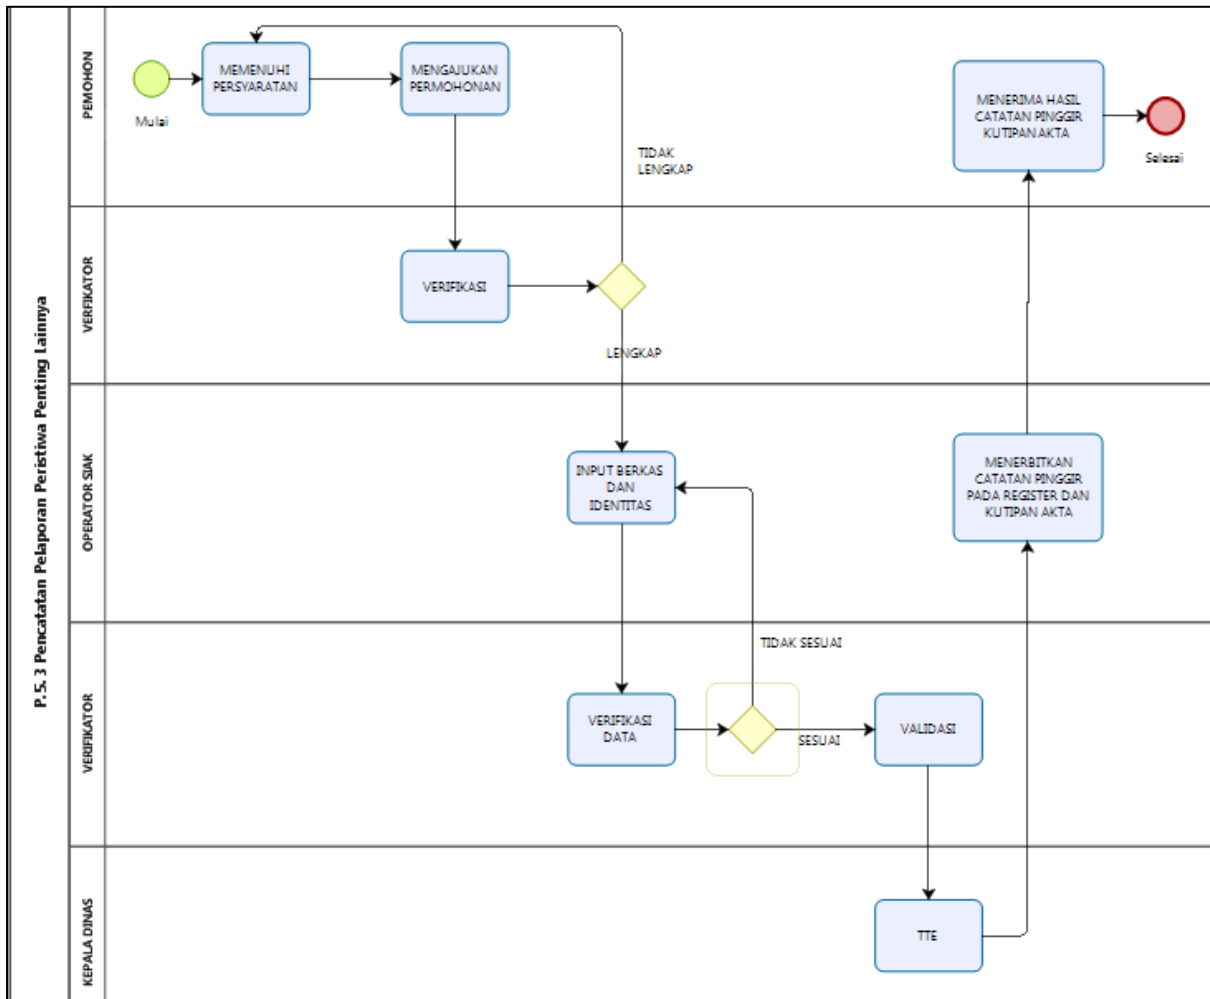 P.5. 3 Pencatatan Pelaporan Peristiwa Penting Lainnya
PEMOHON
Mulai
MEMENUHI
PERSYARATAN
MENGAJUKAN
PERMOHONAN
TIDAK
LENGKAP
MENERIMA HASIL
CATATAN PINGGIR
KUTIPAN AKTA
Selesai
VERFIKATOR
VERIFIKASI
LENGKAP
OPERATOR SIAK
INPUT BERKAS
DAN
IDENTITAS
MENERBITKAN
CATATAN PINGGIR
PADA REGISTER DAN
KUTIPAN AKTA
VERIFIKATOR
TIDAK SESUAI
VERIFIKASI
DATA
SESUAI
VALIDASI
KEPALA DINAS
TTE